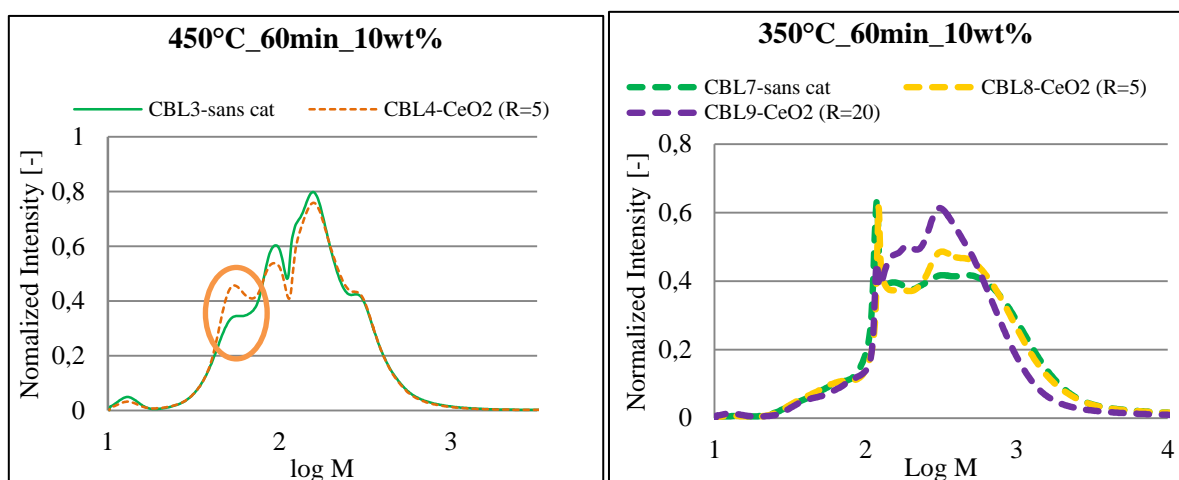 450°C_60min_10wt%
CBL3-sans cat
CBL4-CeO2 (R=5)
Nomalized Intensity [-]
1
0,8
0,6
0,4
0,2
0
1
2
3
log M
350°C_60min_10wt%
CBL7-sans cat
CBL8-CeO2 (R=5)
CBL9-CeO2 (R=20)
Normalized Intensity [-]
0,8
0,6
0,4
0,2
0
1
2
3
4
Log M